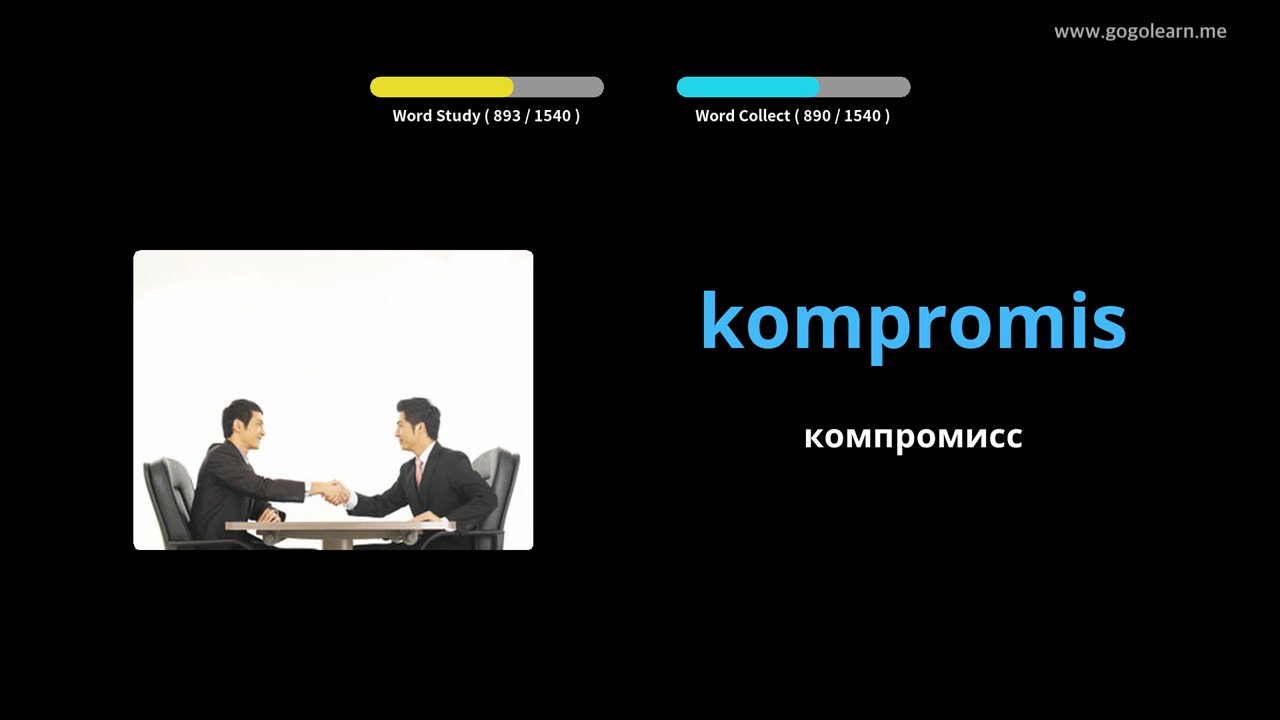 www.gogolearn.me
Word Study ( 893 / 1540 )
Word Collect ( 890 / 1540 )
kompromis
компромисс